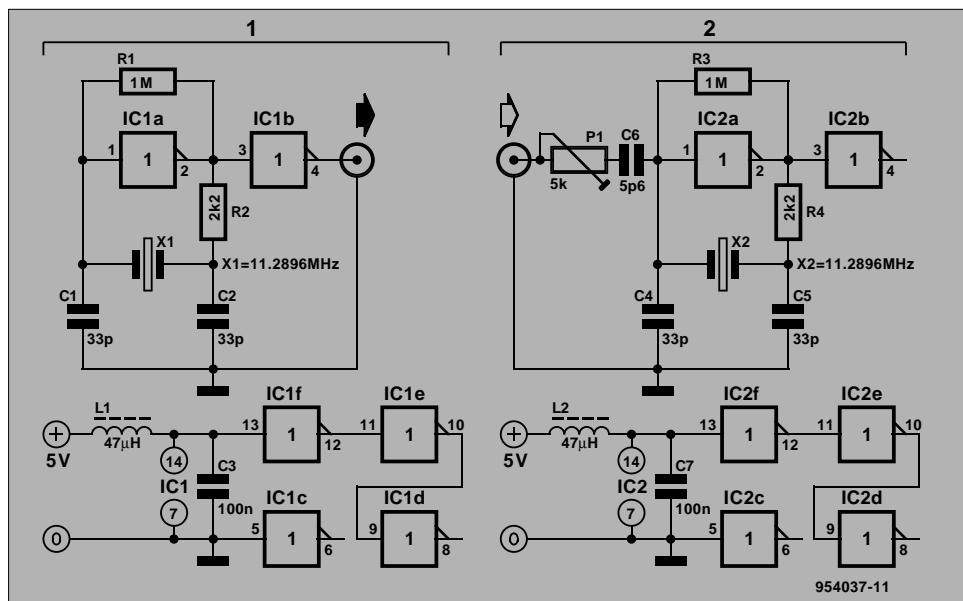 1
2
R1
1M
IC1a
IC1b
1
1
2
3
1
4
2k2
R2
X1
X1=11.2896MHz
C1
33p
C2
33p
R3
1M
P1
5k
C6
5p6
IC2a
IC2b
1
1
2
3
1
4
2k2
R4
X2
X2=11.2896MHz
C4
33p
C5
33p
L1
47µH
+
5V
14
IC1
7
C3
100n
0
IC1f
13
1
12
IC1e
11
1
10
IC1c
5
1
6
IC1d
9
1
8
L2
47µH
+
5V
14
IC2
7
C7
100n
0
IC2f
13
1
12
IC2e
11
1
10
IC2c
5
1
6
IC2d
9
1
8
954037-11